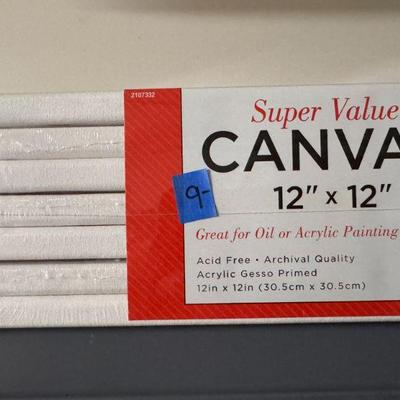 2107332
Super Value
CANVA
9-
12" x 12"
Great for Oil or Acrylic Painting
Acid Free • Archival Quality
Acrylic Gesso Primed
12in x 12in (30.5cm x 30.5cm)